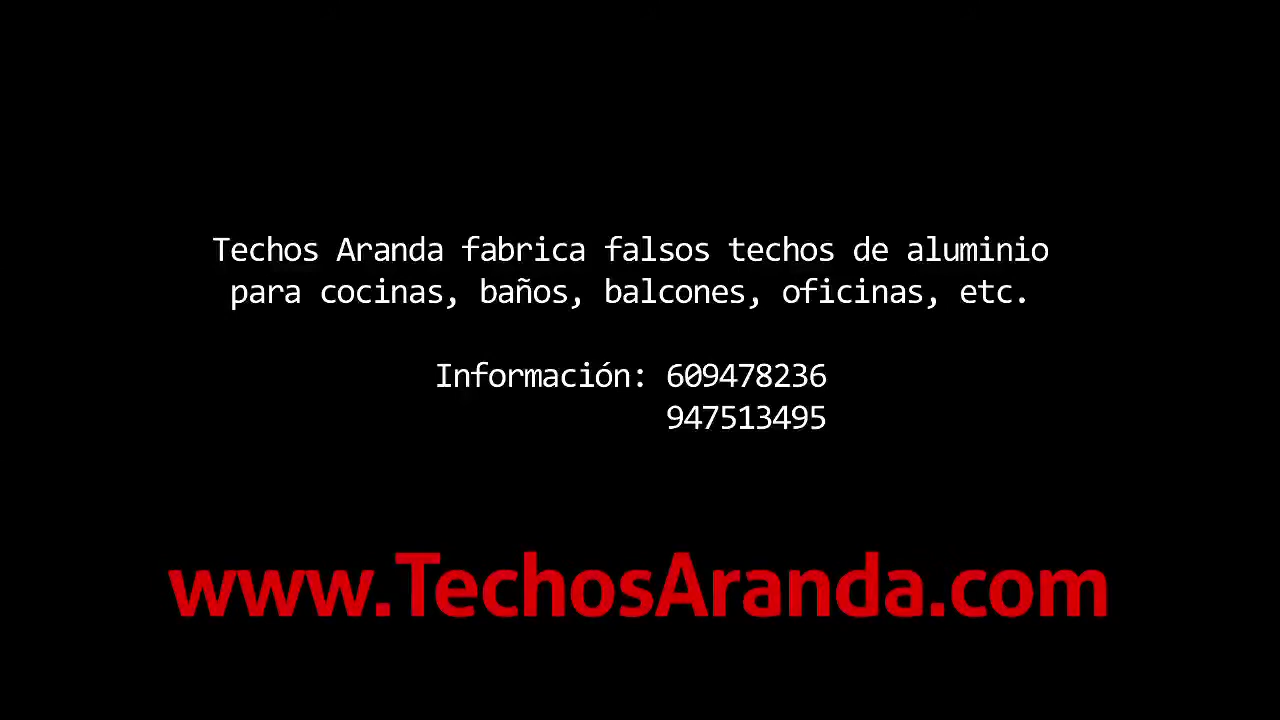 Techos Aranda fabrica falsos techos de aluminio
para cocinas, baños, balcones, oficinas, etc.
Información: 609478236
947513495
www.TechosAranda.com